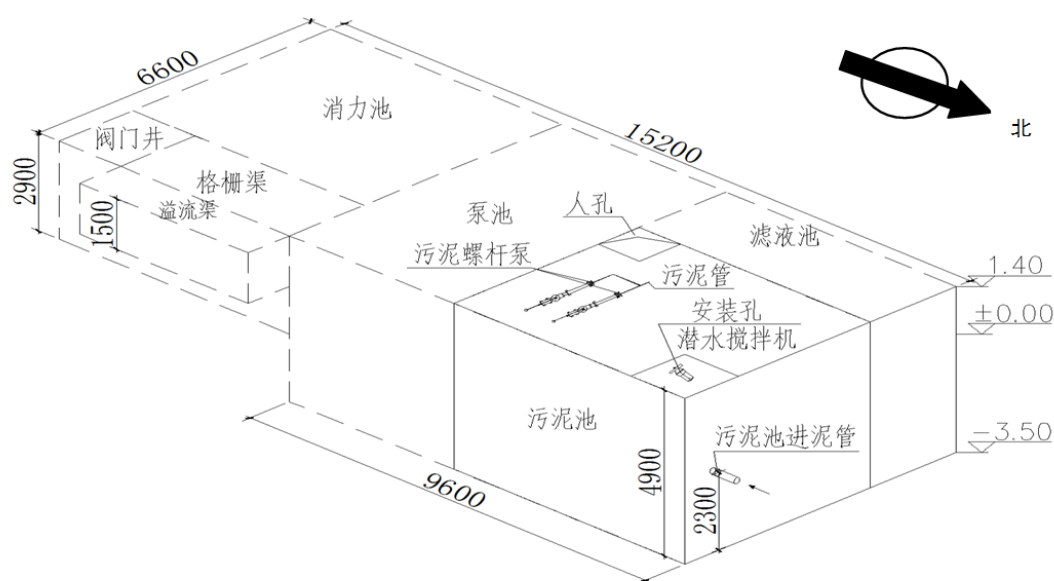 6600
消力池
阀门井
15200
北
2900
格栅渠
溢流渠
1500
泵池
人孔
滤液池
污泥螺杆泵
污泥管
1.40
安装孔
潜水搅拌机
±0.00
污泥池
污泥池进泥管
-3.50
4900
2300
9600